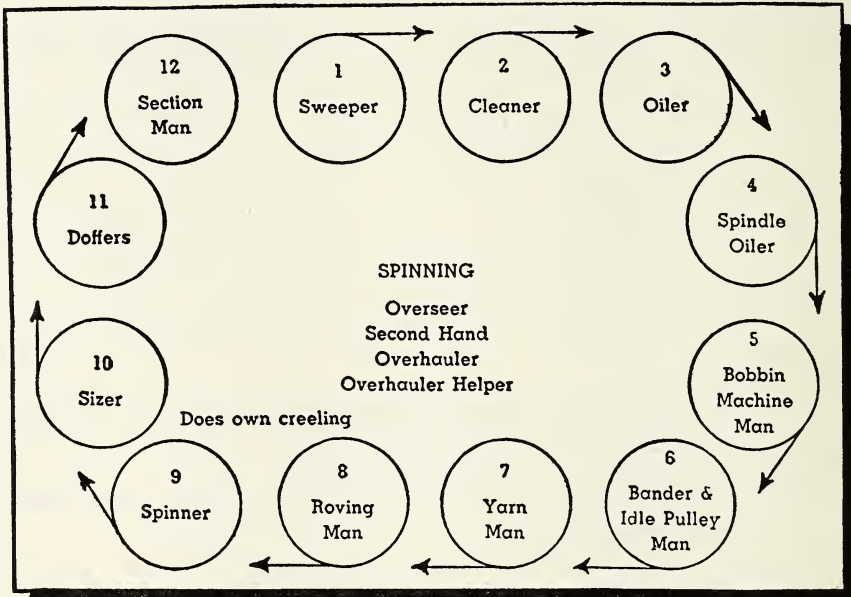 1
Sweeper
2
Cleaner
3
Oiler
4
Spindle
Oiler
5
Bobbin
Machine
Man
6
Bander &
Idle Pulley
Man
7
Yarn
Man
8
Roving
Man
9
Spinner
10
Sizer
11
Doffers
12
Section
Man
SPINNING
Overseer
Second Hand
Overhauler
Overhauler Helper
Does own creeling